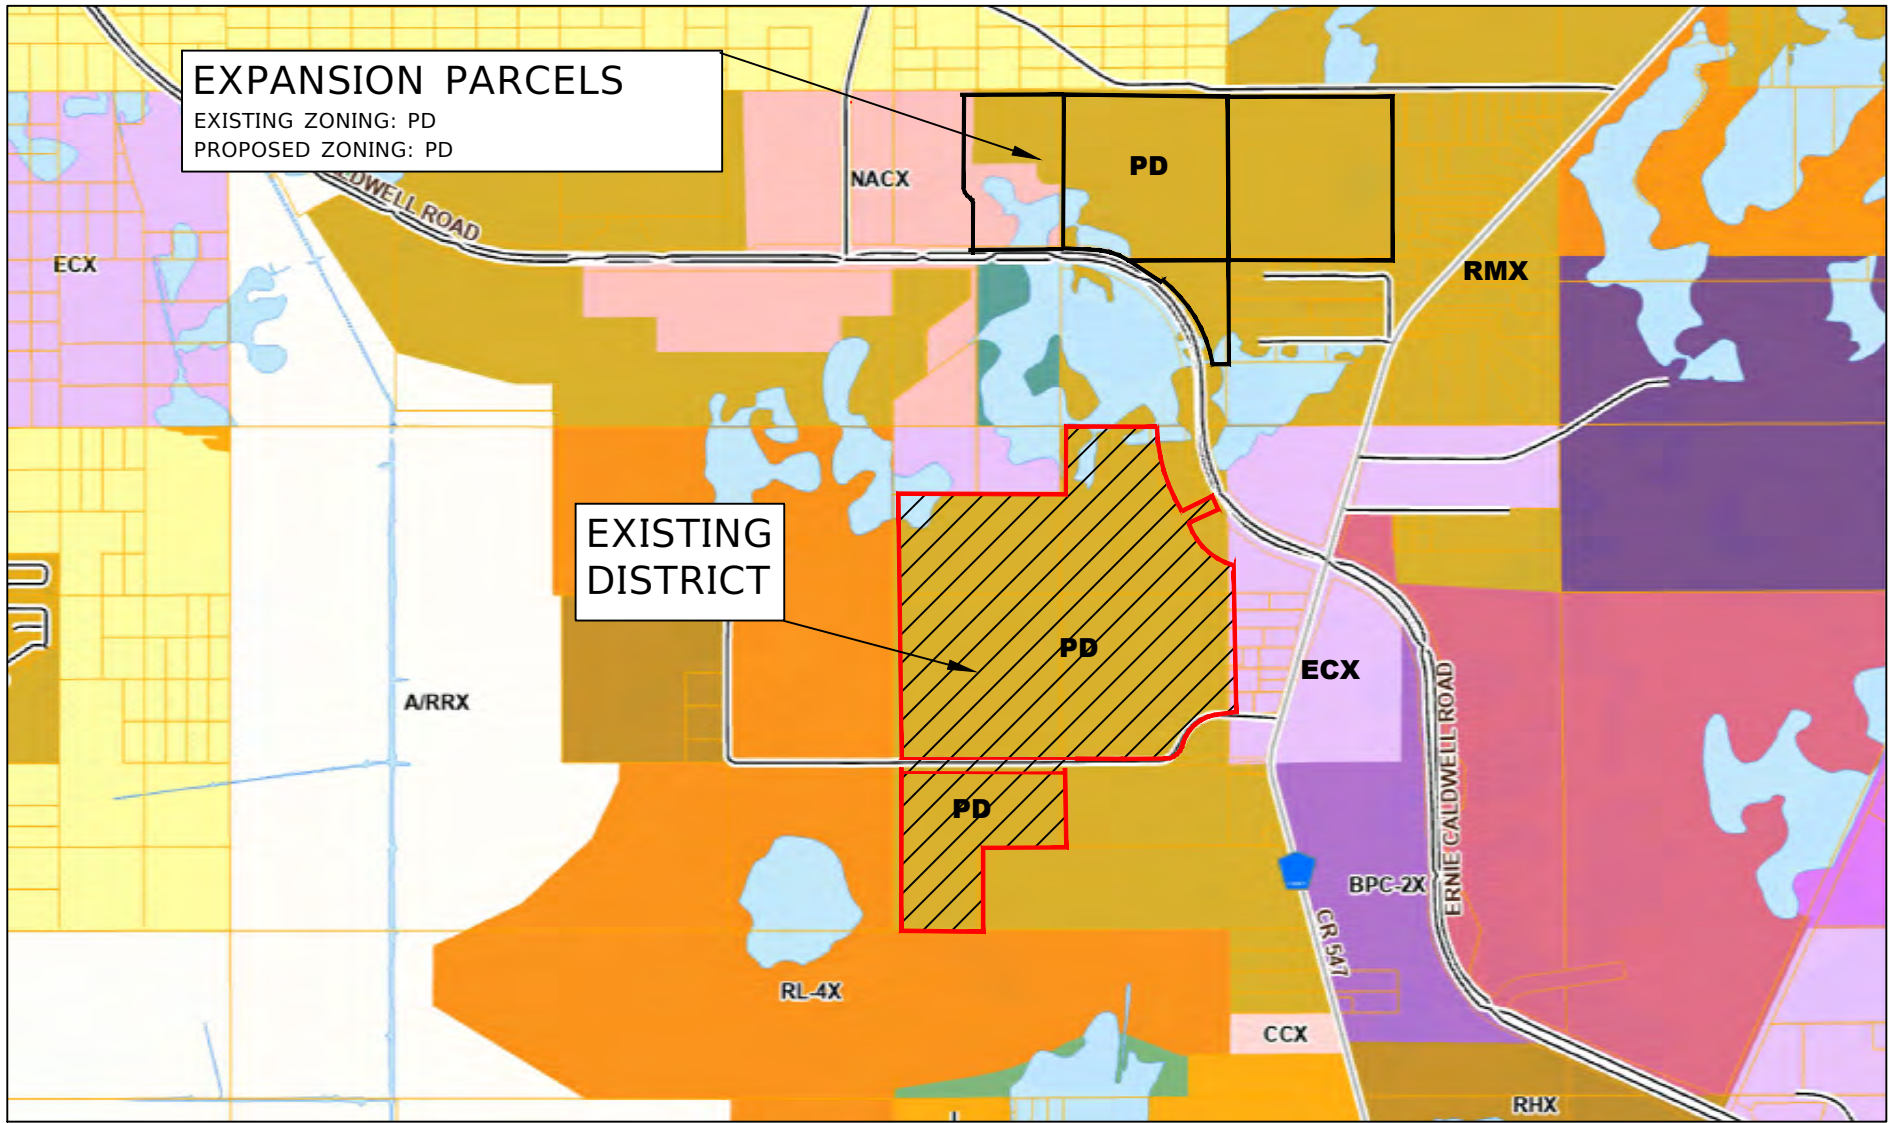 EXPANSION PARCELS
EXISTING ZONING: PD
PROPOSED ZONING: PD
LDWELL ROAD
NACX
PD
ECX
RMX
EXISTING
DISTRICT
PD
ECX
A/RRX
ERNIE CALDWELL ROAD
PD
BPC-2X
CR 547
RL-4X
CCX
RHX